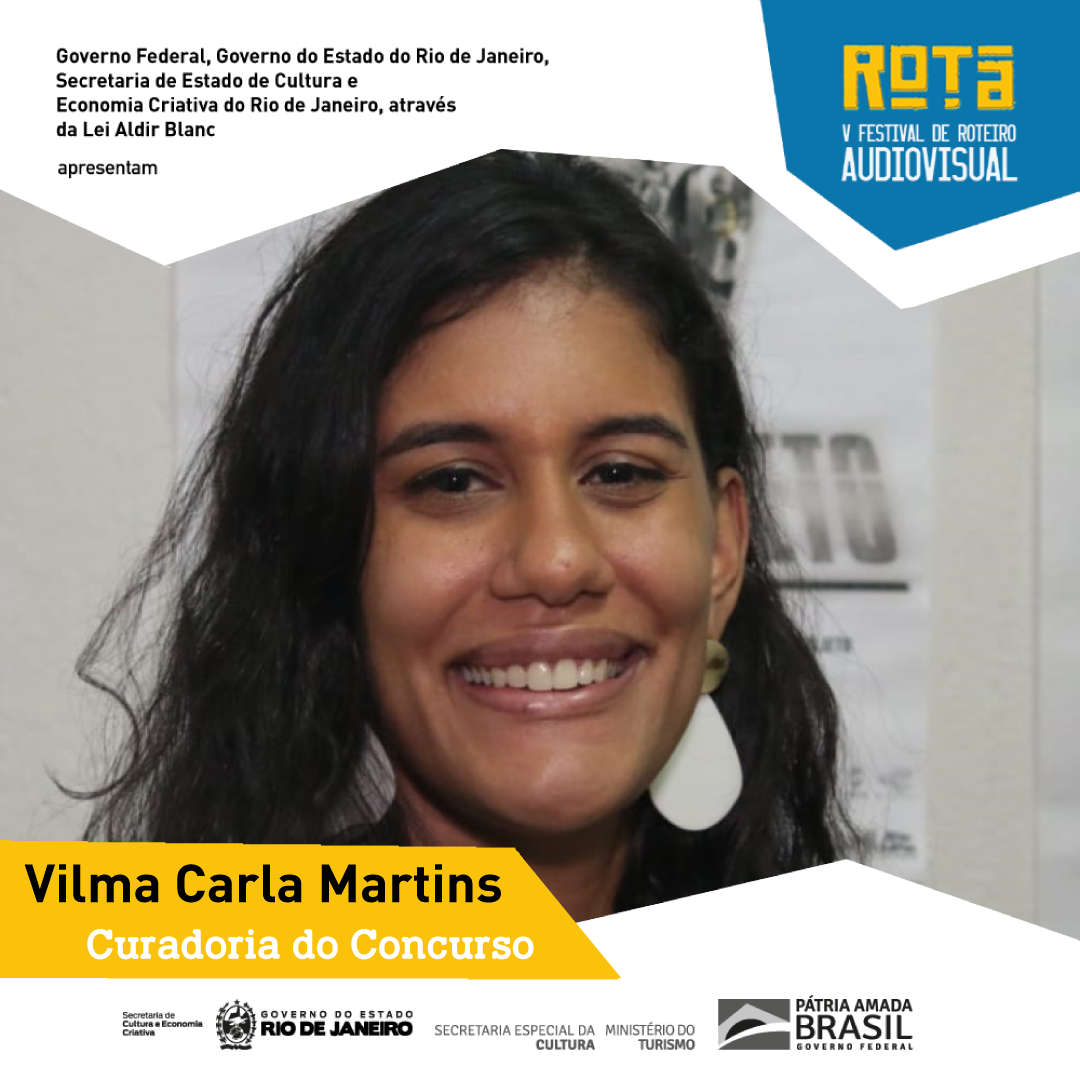 Governo Federal, Governo do Estado do Rio de Janeiro,
Secretaria de Estado de Cultura e
Economia Criativa do Rio de Janeiro, através
da Lei Aldir Blanc
apresentam
ROTA
V FESTIVAL DE ROTEIRO
AUDIOVISUAL
Vilma Carla Martins
Curadoria do Concurso
Secretaria de
Cultura e Economia
Criativa
GOVERNO DO ESTADO
RIO DE JANEIRO
SECRETARIA ESPECIAL DA
CULTURA
MINISTÉRIO DO
TURISMO
PÁTRIA AMADA
BRASIL
GOVERNO FEDERAL